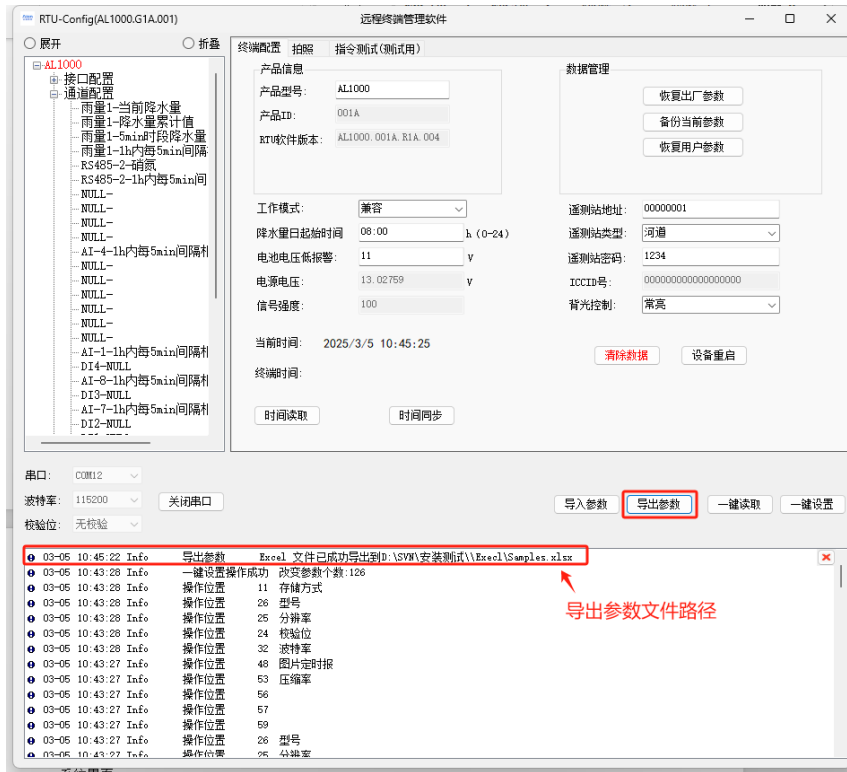 RTU-Config(AL1000.G1A.001) 远程终端管理软件
展开 折叠
AL1000
接口配置
通道配置
雨量1-当前降水量
雨量1-降水量累计值
雨量1-5min时段降水量
雨量1-1h内每5min间隔
RS485-2-硝氮
RS485-2-1h内每5min间
NULL-
NULL-
NULL-
NULL-
AI-4-1h内每5min间隔相
NULL-
NULL-
NULL-
NULL-
NULL-
NULL-
AI-1-1h内每5min间隔相
DI4-NULL
AI-8-1h内每5min间隔相
DI3-NULL
AI-7-1h内每5min间隔相
DI2-NULL
终端配置 拍照 指令测试(测试用)
产品信息
产品型号: AL1000
产品ID: 001A
RTU软件版本: AL1000.001A.R1A.004
数据管理
恢复出厂参数
备份当前参数
恢复用户参数
工作模式: 兼容
降水量日起始时间 08:00 h (0-24)
电池电压低报警: 11 V
电源电压: 13.02759 V
信号强度: 100
遥测站地址: 00000001
遥测站类型: 河道
遥测站密码: 1234
ICCID号: 000000000000000000
背光控制: 常亮
当前时间: 2025/3/5 10:45:25
终端时间:
清除数据 设备重启
时间读取 时间同步
串口: COM12
波特率: 115200 关闭串口
校验位: 无校验
导入参数 导出参数 一键读取 一键设置
03-05 10:45:22 Info 导出参数 Excel 文件已成功导出到D:\SVN\安装测试\\Execl\Samples.xlsx
03-05 10:43:28 Info 一键设置操作成功 改变参数个数:126
03-05 10:43:28 Info 操作位置 11 存储方式
03-05 10:43:28 Info 操作位置 26 型号
03-05 10:43:28 Info 操作位置 25 分辨率
03-05 10:43:28 Info 操作位置 24 校验位
03-05 10:43:28 Info 操作位置 32 波特率
03-05 10:43:27 Info 操作位置 48 图片定时报
03-05 10:43:27 Info 操作位置 53 压缩率
03-05 10:43:27 Info 操作位置 56
03-05 10:43:27 Info 操作位置 57
03-05 10:43:27 Info 操作位置 59
03-05 10:43:27 Info 操作位置 26 型号
03-05 10:43:27 Info 操作位置 25 分辨率
导出参数文件路径